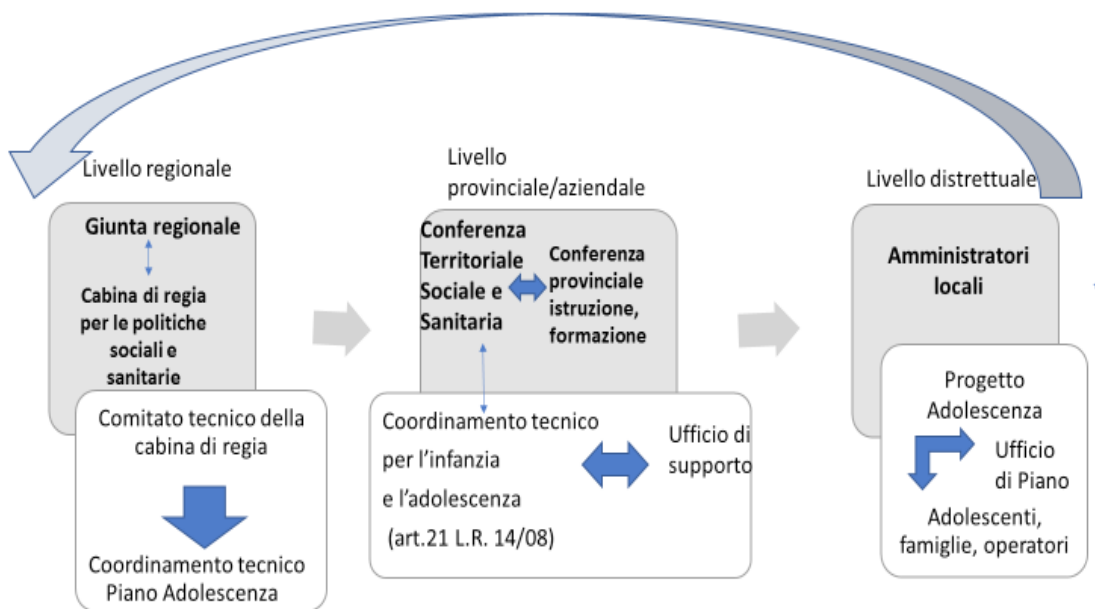 Livello regionale
Giunta regionale
Cabina di regia
per le politiche
sociali e
sanitarie
Comitato tecnico della
cabina di regia
Coordinamento tecnico
Piano Adolescenza
Livello
provinciale/aziendale
Conferenza
Territoriale
Sociale e
Sanitaria
Conferenza
provinciale
istruzione,
formazione
Coordinamento tecnico
per l'infanzia
e l'adolescenza
(art.21 L.R. 14/08)
Ufficio di
supporto
Livello distrettuale
Amministratori
locali
Progetto
Adolescenza
Ufficio
di Piano
Adolescenti,
famiglie, operatori